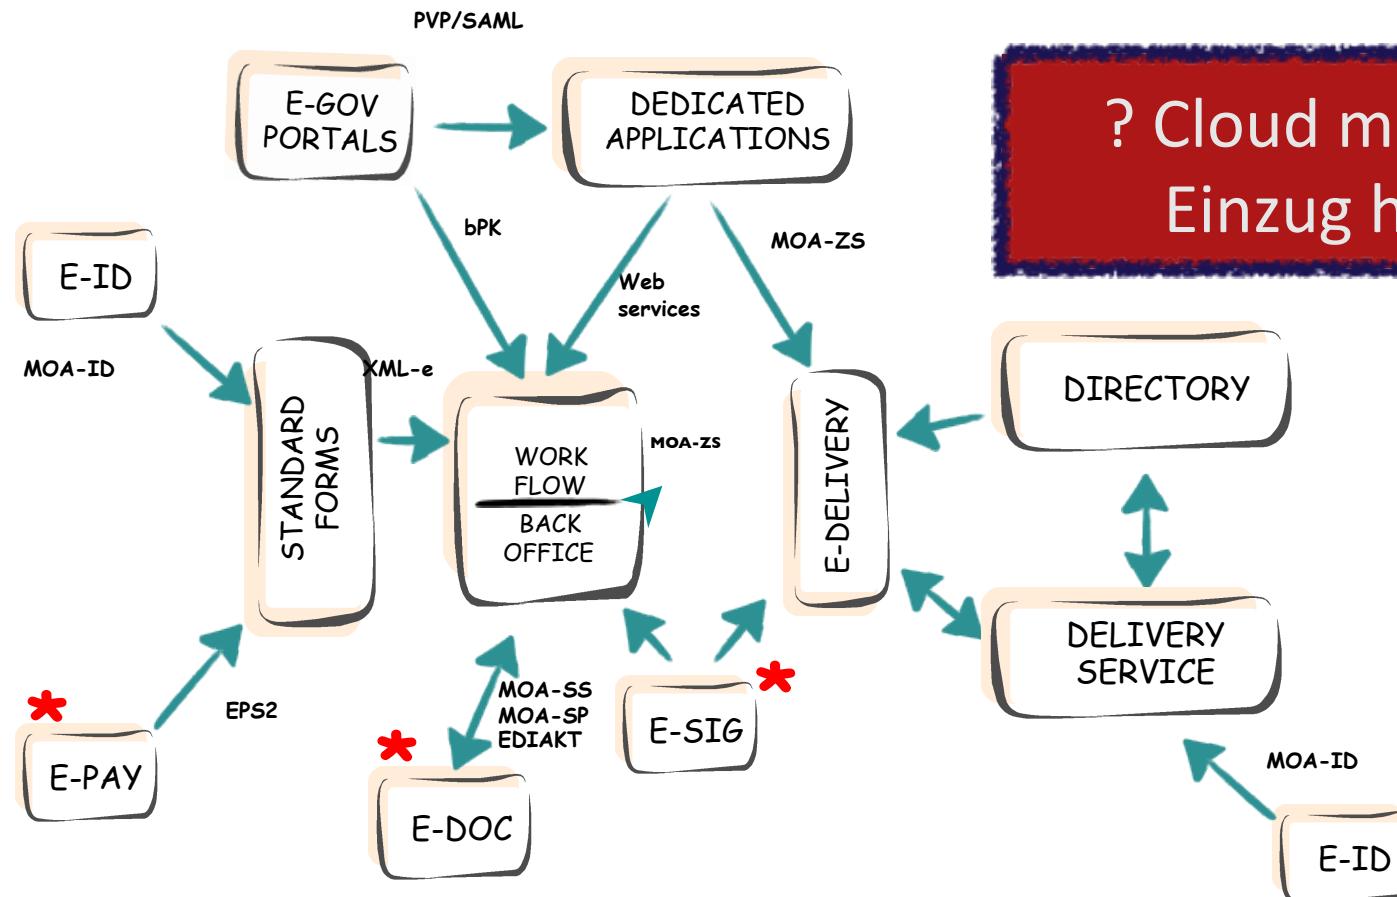 PVP/SAML
E-GOV
PORTALS
DEDICATED
APPLICATIONS
? Cloud m
Einzug h
bPK
MOA-ZS
E-ID
Web
services
MOA-ID
XML-e
STANDARD
FORMS
WORK
FLOW
BACK
OFFICE
MOA-ZS
E-DELIVERY
DIRECTORY
DELIVERY
SERVICE
EPS2
MOA-SS
MOA-SP
EDIAKT
E-SIG
E-PAY
E-DOC
MOA-ID
E-ID